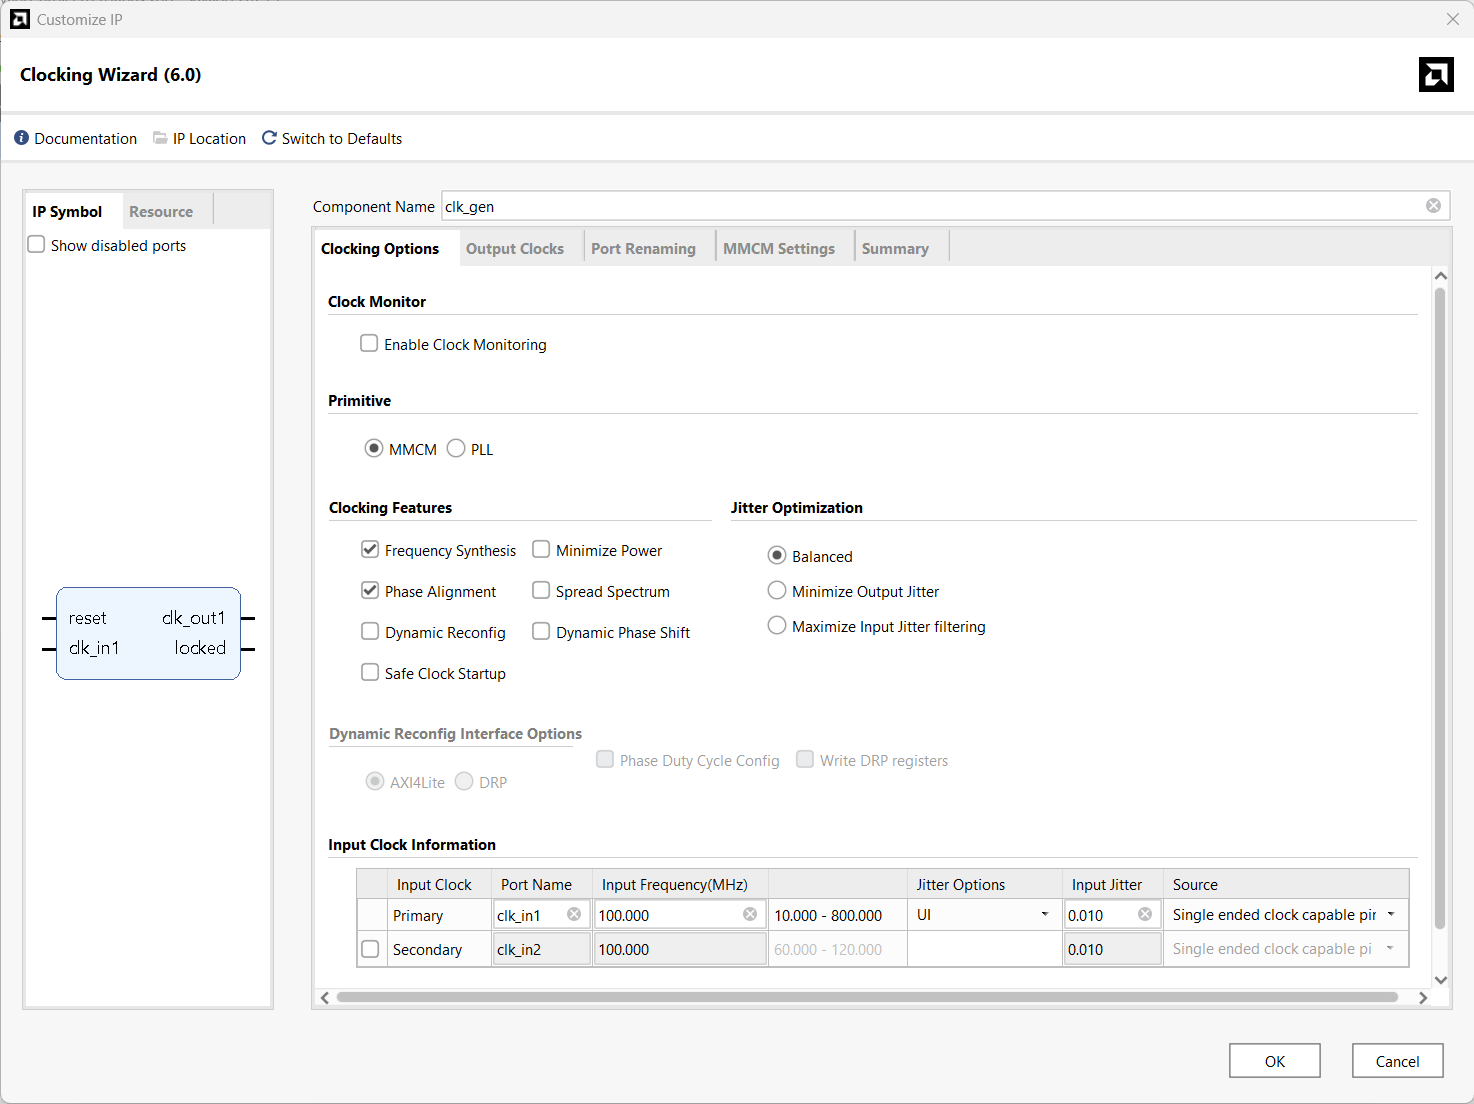 Customize IP
Clocking Wizard (6.0)
Documentation IP Location Switch to Defaults
IP Symbol Resource
Show disabled ports
reset clk_out1
clk_in1 locked
Component Name clk_gen
Clocking Options Output Clocks Port Renaming MMCM Settings Summary
Clock Monitor
Enable Clock Monitoring
Primitive
MMCM PLL
Clocking Features
Frequency Synthesis Minimize Power
Phase Alignment Spread Spectrum
Dynamic Reconfig Dynamic Phase Shift
Safe Clock Startup
Jitter Optimization
Balanced
Minimize Output Jitter
Maximize Input Jitter filtering
Dynamic Reconfig Interface Options
AXI4Lite DRP
Phase Duty Cycle Config Write DRP registers
Input Clock Information
Input Clock Port Name Input Frequency(MHz) Jitter Options Input Jitter Source
Primary clk_in1 100.000 10.000 - 800.000 UI 0.010 Single ended clock capable pin
Secondary clk_in2 100.000 60.000 - 120.000 0.010 Single ended clock capable pi
OK Cancel